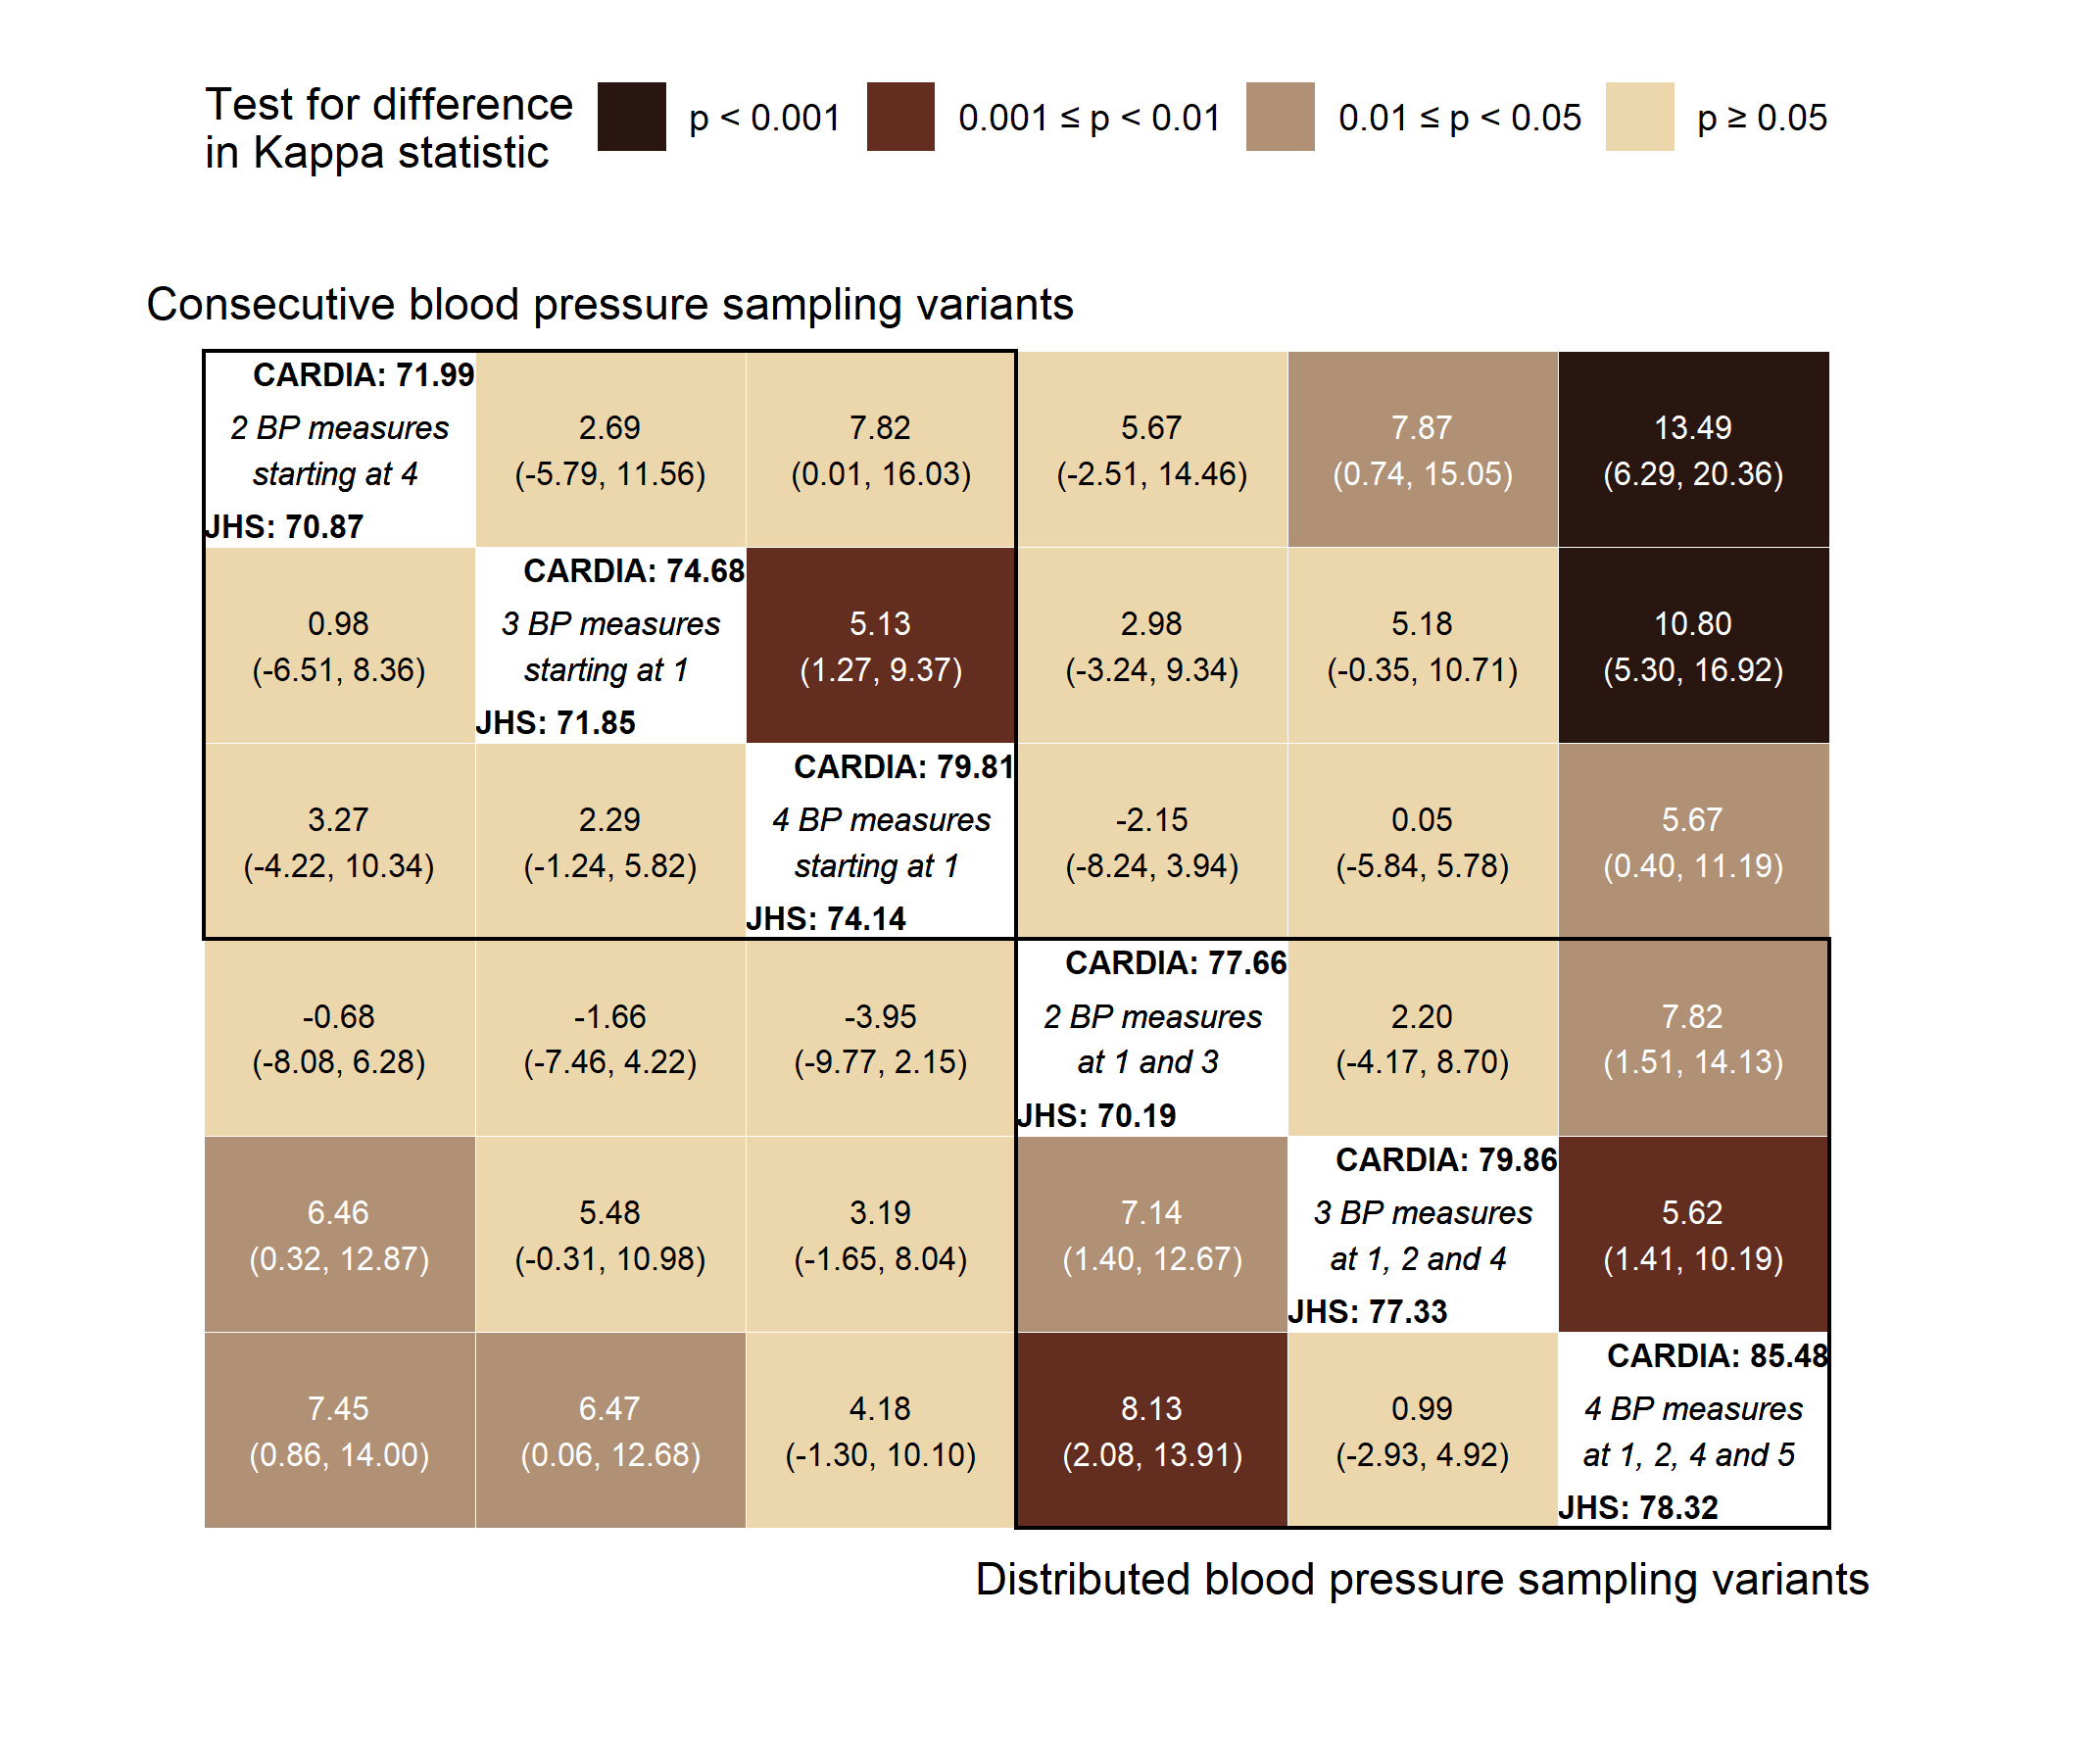 Test for difference
in Kappa statistic
p < 0.001
0.001 ≤ p < 0.01
0.01 ≤ p < 0.05
p ≥ 0.05
Consecutive blood pressure sampling variants
CARDIA: 71.99
2 BP measures
starting at 4
JHS: 70.87
2.69
(-5.79, 11.56)
7.82
(0.01, 16.03)
5.67
(-2.51, 14.46)
7.87
(0.74, 15.05)
13.49
(6.29, 20.36)
0.98
(-6.51, 8.36)
CARDIA: 74.68
3 BP measures
starting at 1
JHS: 71.85
5.13
(1.27, 9.37)
2.98
(-3.24, 9.34)
5.18
(-0.35, 10.71)
10.80
(5.30, 16.92)
3.27
(-4.22, 10.34)
2.29
(-1.24, 5.82)
CARDIA: 79.81
4 BP measures
starting at 1
JHS: 74.14
-2.15
(-8.24, 3.94)
0.05
(-5.84, 5.78)
5.67
(0.40, 11.19)
-0.68
(-8.08, 6.28)
-1.66
(-7.46, 4.22)
-3.95
(-9.77, 2.15)
CARDIA: 77.66
2 BP measures
at 1 and 3
JHS: 70.19
2.20
(-4.17, 8.70)
7.82
(1.51, 14.13)
6.46
(0.32, 12.87)
5.48
(-0.31, 10.98)
3.19
(-1.65, 8.04)
7.14
(1.40, 12.67)
CARDIA: 79.86
3 BP measures
at 1, 2 and 4
JHS: 77.33
5.62
(1.41, 10.19)
7.45
(0.86, 14.00)
6.47
(0.06, 12.68)
4.18
(-1.30, 10.10)
8.13
(2.08, 13.91)
0.99
(-2.93, 4.92)
CARDIA: 85.48
4 BP measures
at 1, 2, 4 and 5
JHS: 78.32
Distributed blood pressure sampling variants